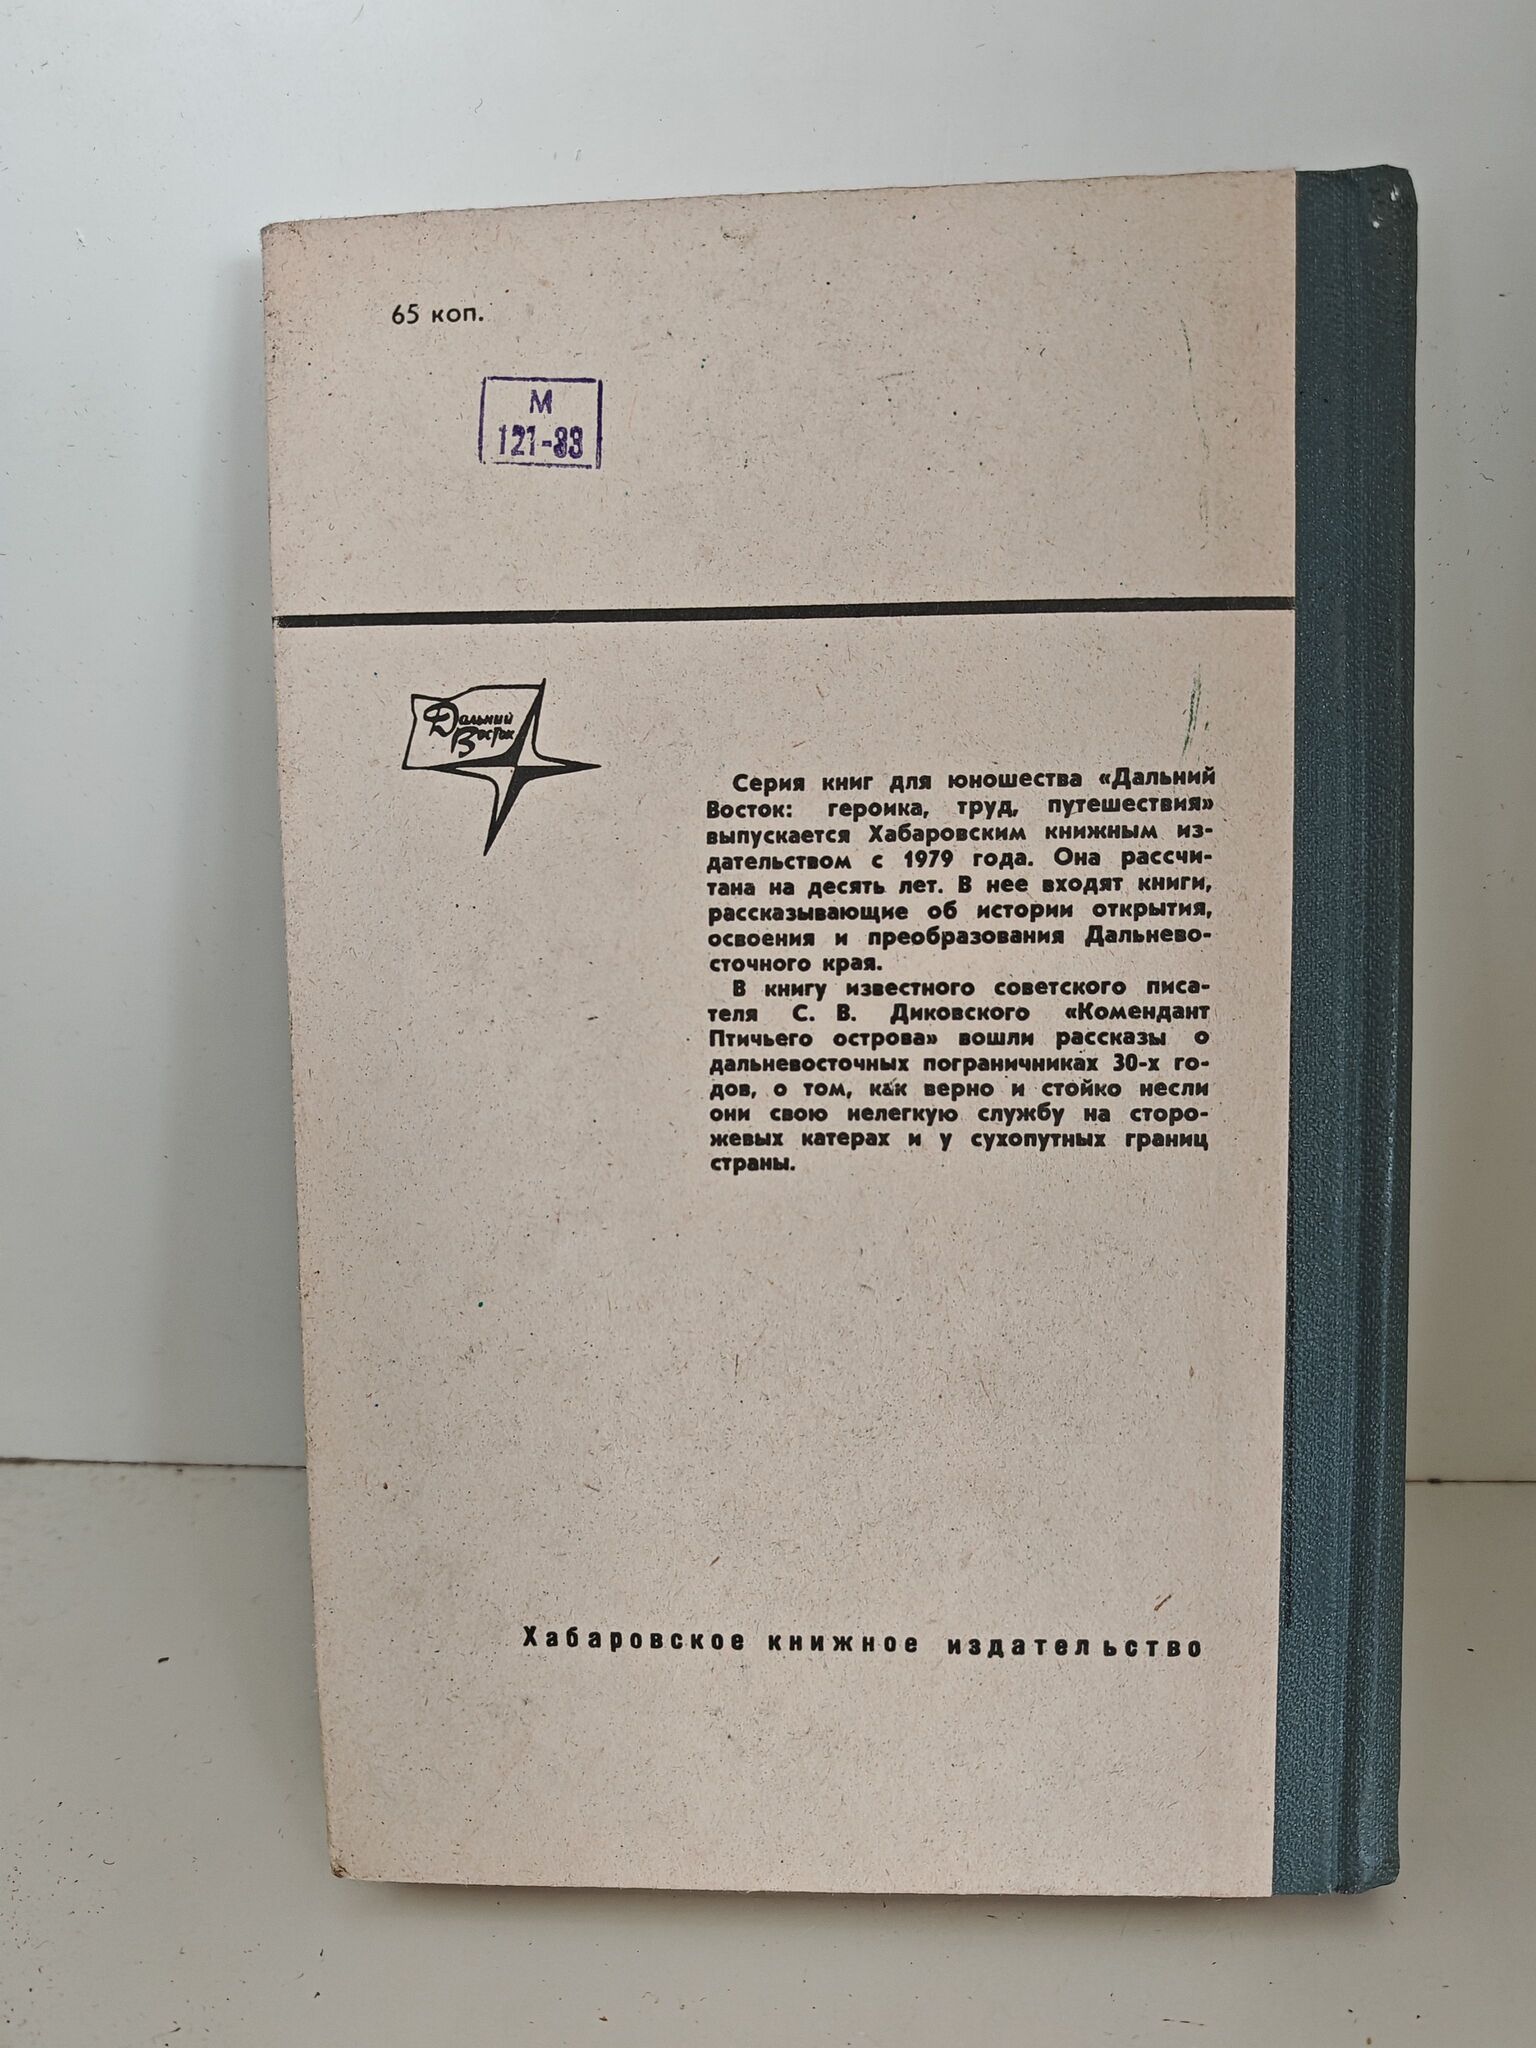 65 коп.
М
121-83
Дальний
Восток
Серия книг для юношества «Дальний
Восток: героика, труд, путешествия»
выпускается Хабаровским книжным из-
дательством с 1979 года. Она рассчи-
тана на десять лет. В нее входят книги,
рассказывающие об истории открытия,
освоения и преобразования Дальнево-
сточного края.
В книгу известного советского писа-
теля С. В. Диковского «Комендант
Птичьего острова» вошли рассказы о
дальневосточных пограничниках 30-х го-
дов, о том, как верно и стойко несли
они свою нелегкую службу на сторо-
жевых катерах и у сухопутных границ
страны.
Хабаровское книжное издательство